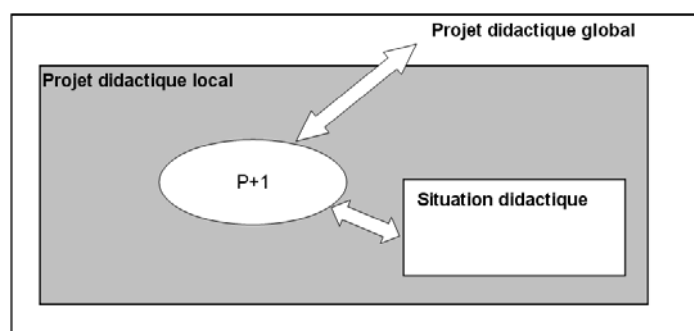 Projet didactique global
Projet didactique local
P+1
Situation didactique